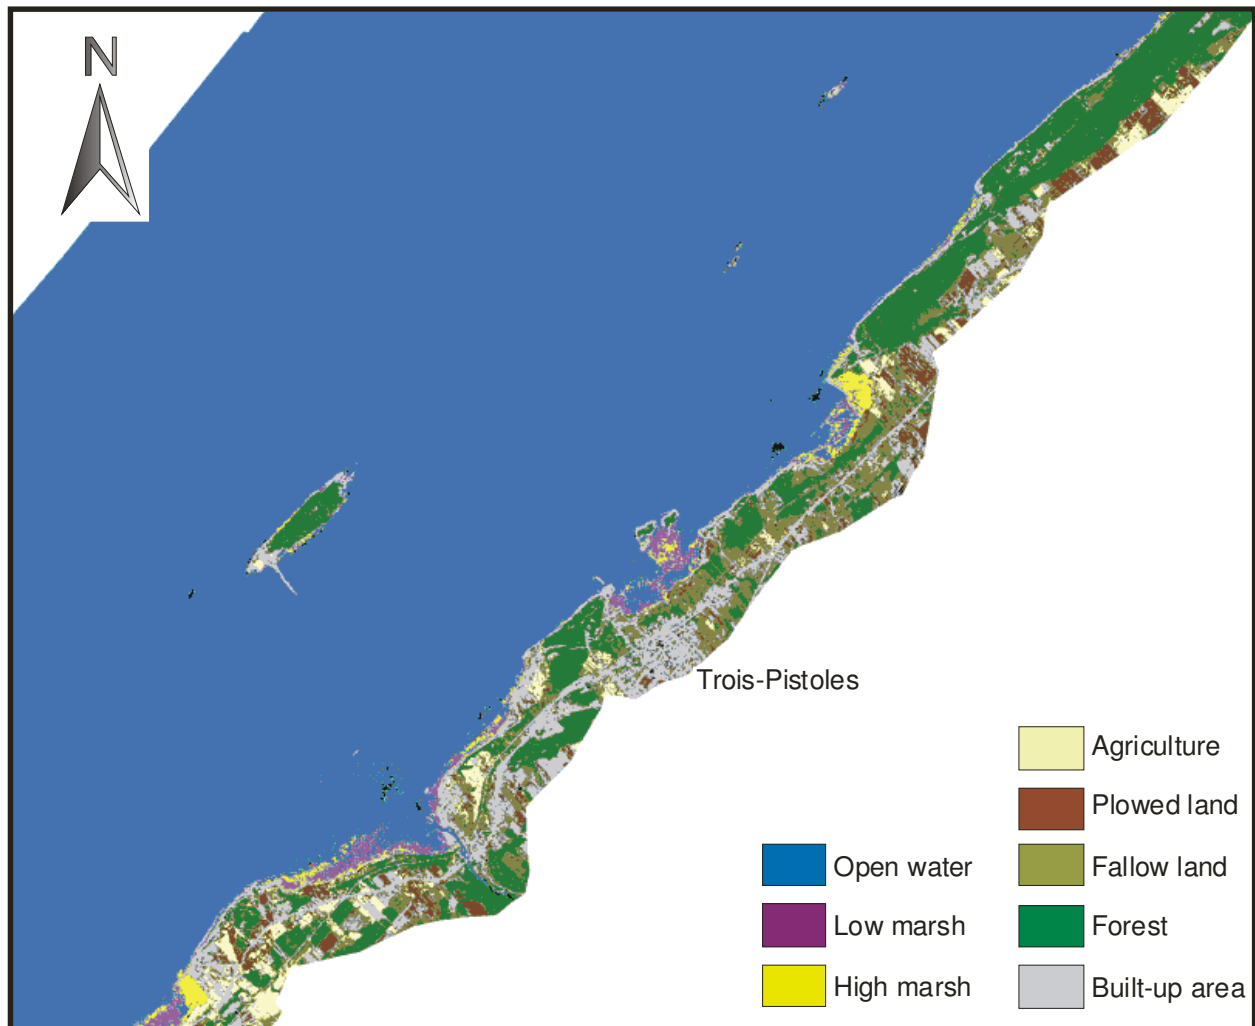 N
Trois-Pistoles
Open water
Low marsh
High marsh
Agriculture
Plowed land
Fallow land
Forest
Built-up area